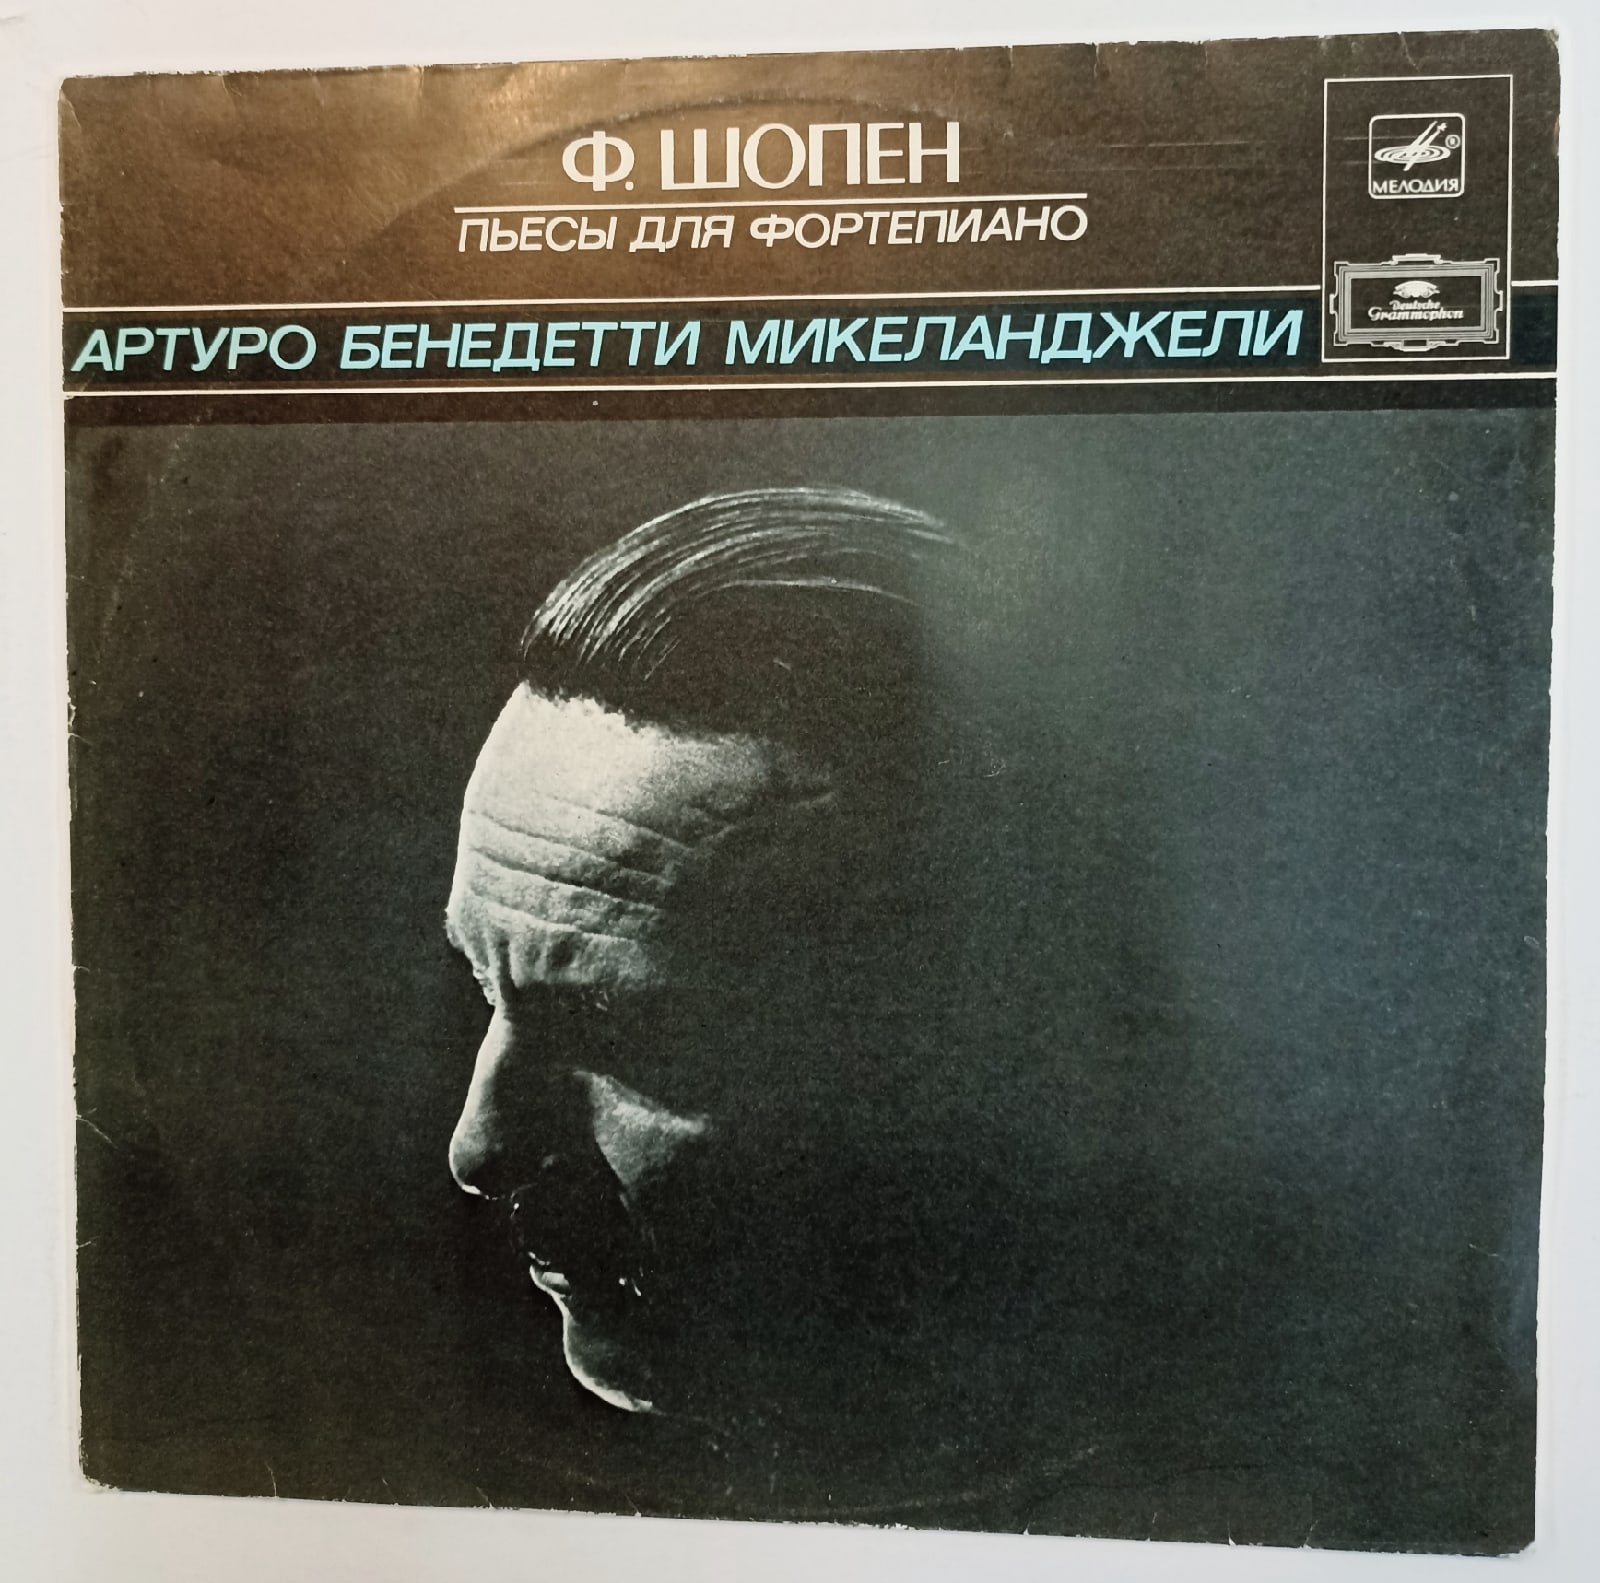 Ф. ШОПЕН
ПЬЕСЫ ДЛЯ ФОРТЕПИАНО
МЕЛОДИЯ
Deutsche
Grammophon
АРТУРО БЕНЕДЕТТИ МИКЕЛАНДЖЕЛИ